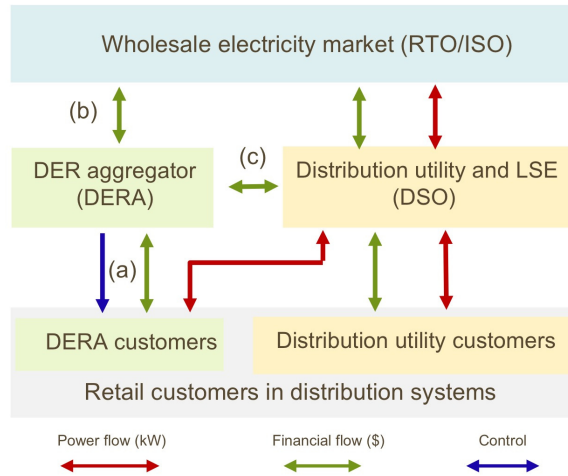 Wholesale electricity market (RTO/ISO)
(b)
(c)
DER aggregator
(DERA)
Distribution utility and LSE
(DSO)
(a)
DERA customers
Distribution utility customers
Retail customers in distribution systems
Power flow (kW)
Financial flow ($)
Control